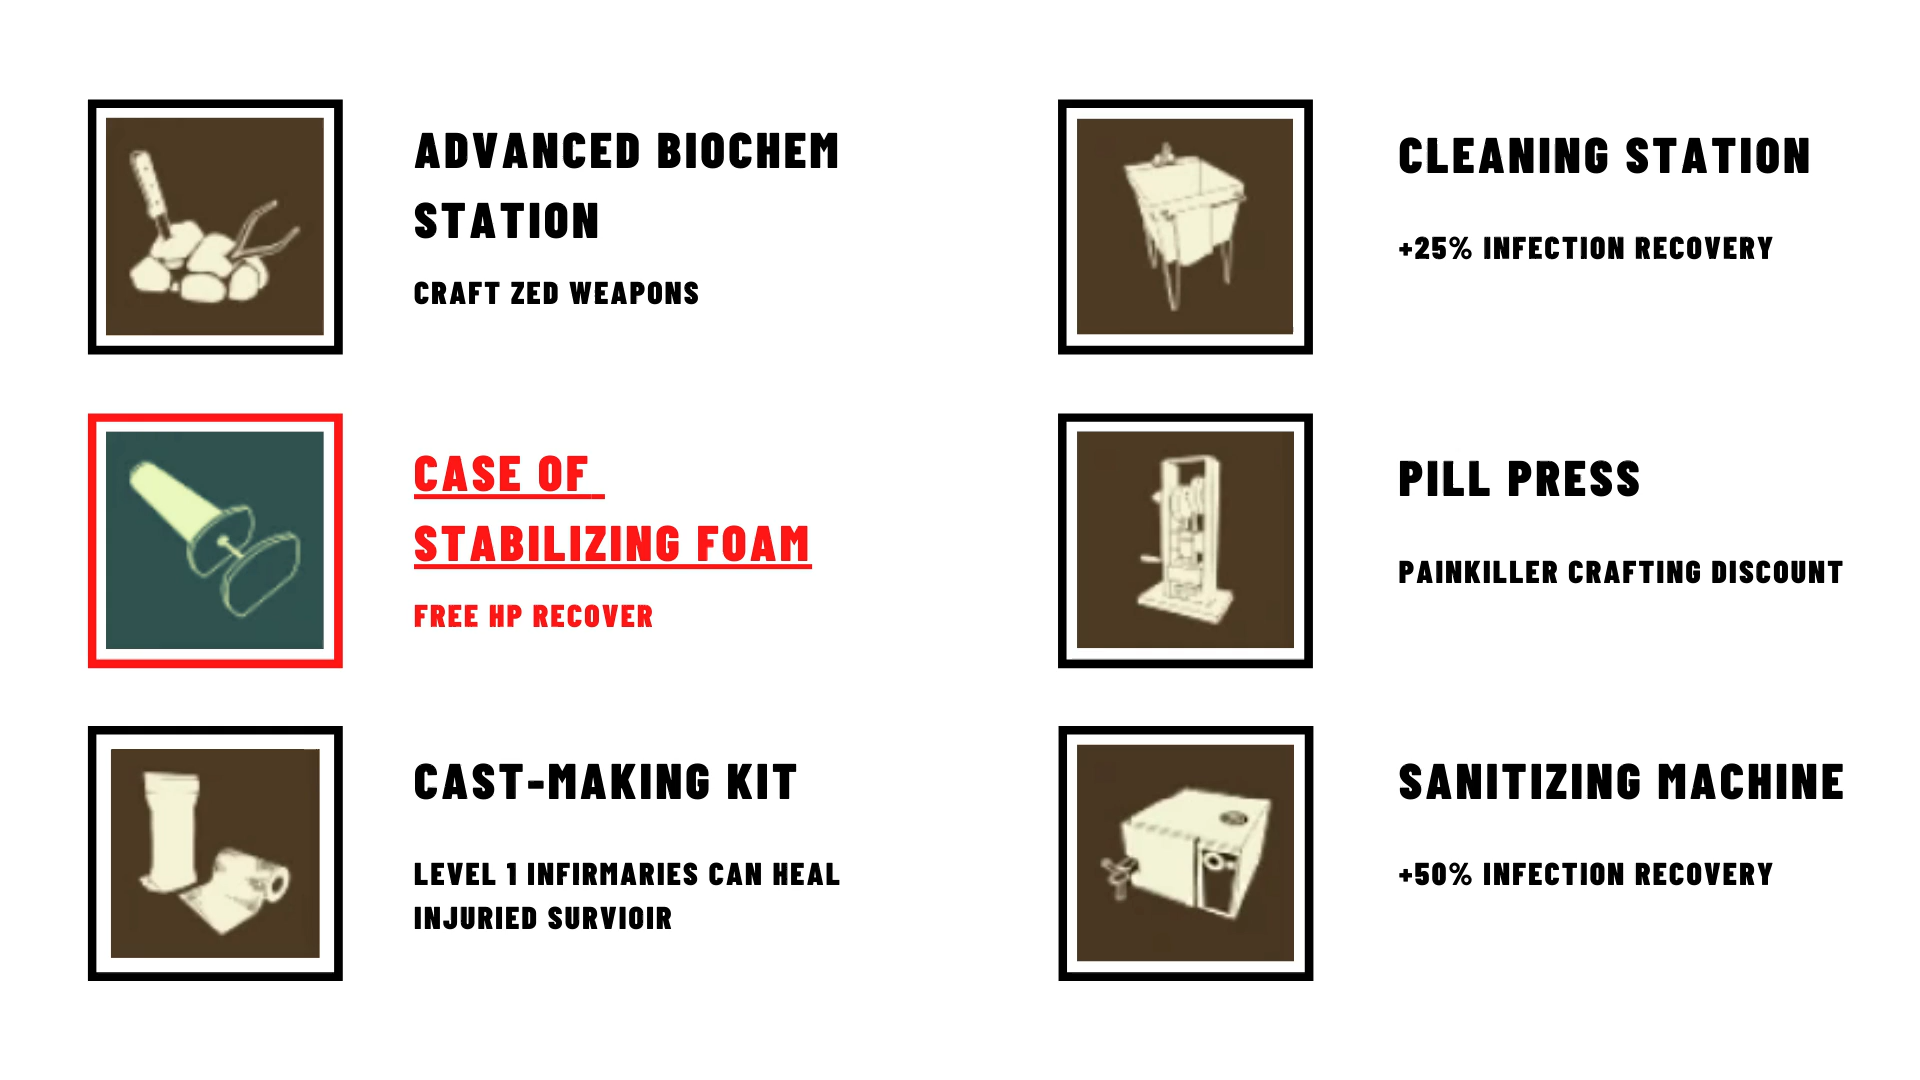 ADVANCED BIOCHEM
STATION
CRAFT ZED WEAPONS
CASE OF
STABILIZING FOAM
FREE HP RECOVER
CAST-MAKING KIT
LEVEL 1 INFIRMARIES CAN HEAL
INJURIED SURVIOIR
CLEANING STATION
+25% INFECTION RECOVERY
PILL PRESS
PAINKILLER CRAFTING DISCOUNT
SANITIZING MACHINE
+50% INFECTION RECOVERY